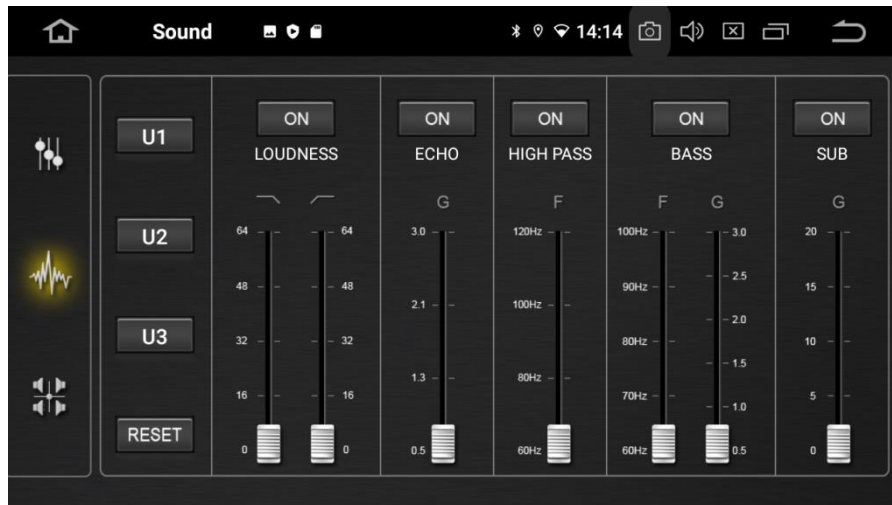 Sound 14:14
U1
U2
U3
RESET
ON
LOUDNESS
64 64
48 48
32 32
16 16
0 0
ON
ECHO
G
3.0
2.1
1.3
0.5
ON
HIGH PASS
F
120Hz
100Hz
80Hz
60Hz
ON
BASS
F G
100Hz 3.0
2.5
90Hz
2.0
80Hz
1.5
70Hz
1.0
60Hz 0.5
ON
SUB
G
20
15
10
5
0